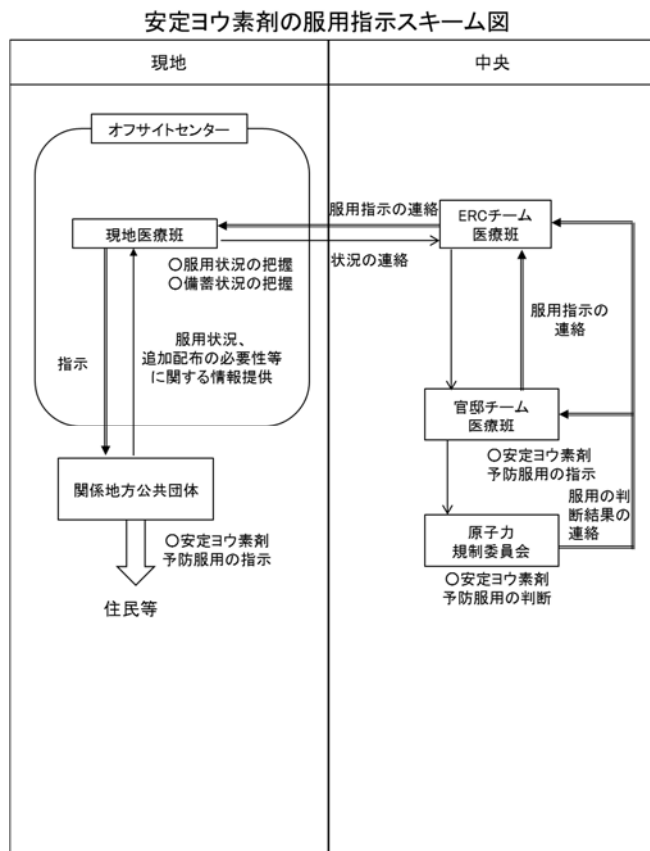 安定ヨウ素剤の服用指示スキーム図
現地
中央
オフサイトセンター
服用指示の連絡
ERCチーム
医療班
現地医療班
状況の連絡
○服用状況の把握
○備蓄状況の把握
服用指示の
連絡
服用状況、
追加配布の必要性等
に関する情報提供
指示
官邸チーム
医療班
○安定ヨウ素剤
予防服用の指示
関係地方公共団体
服用の判
断結果の
連絡
原子力
規制委員会
○安定ヨウ素剤
予防服用の指示
○安定ヨウ素剤
予防服用の判断
住民等